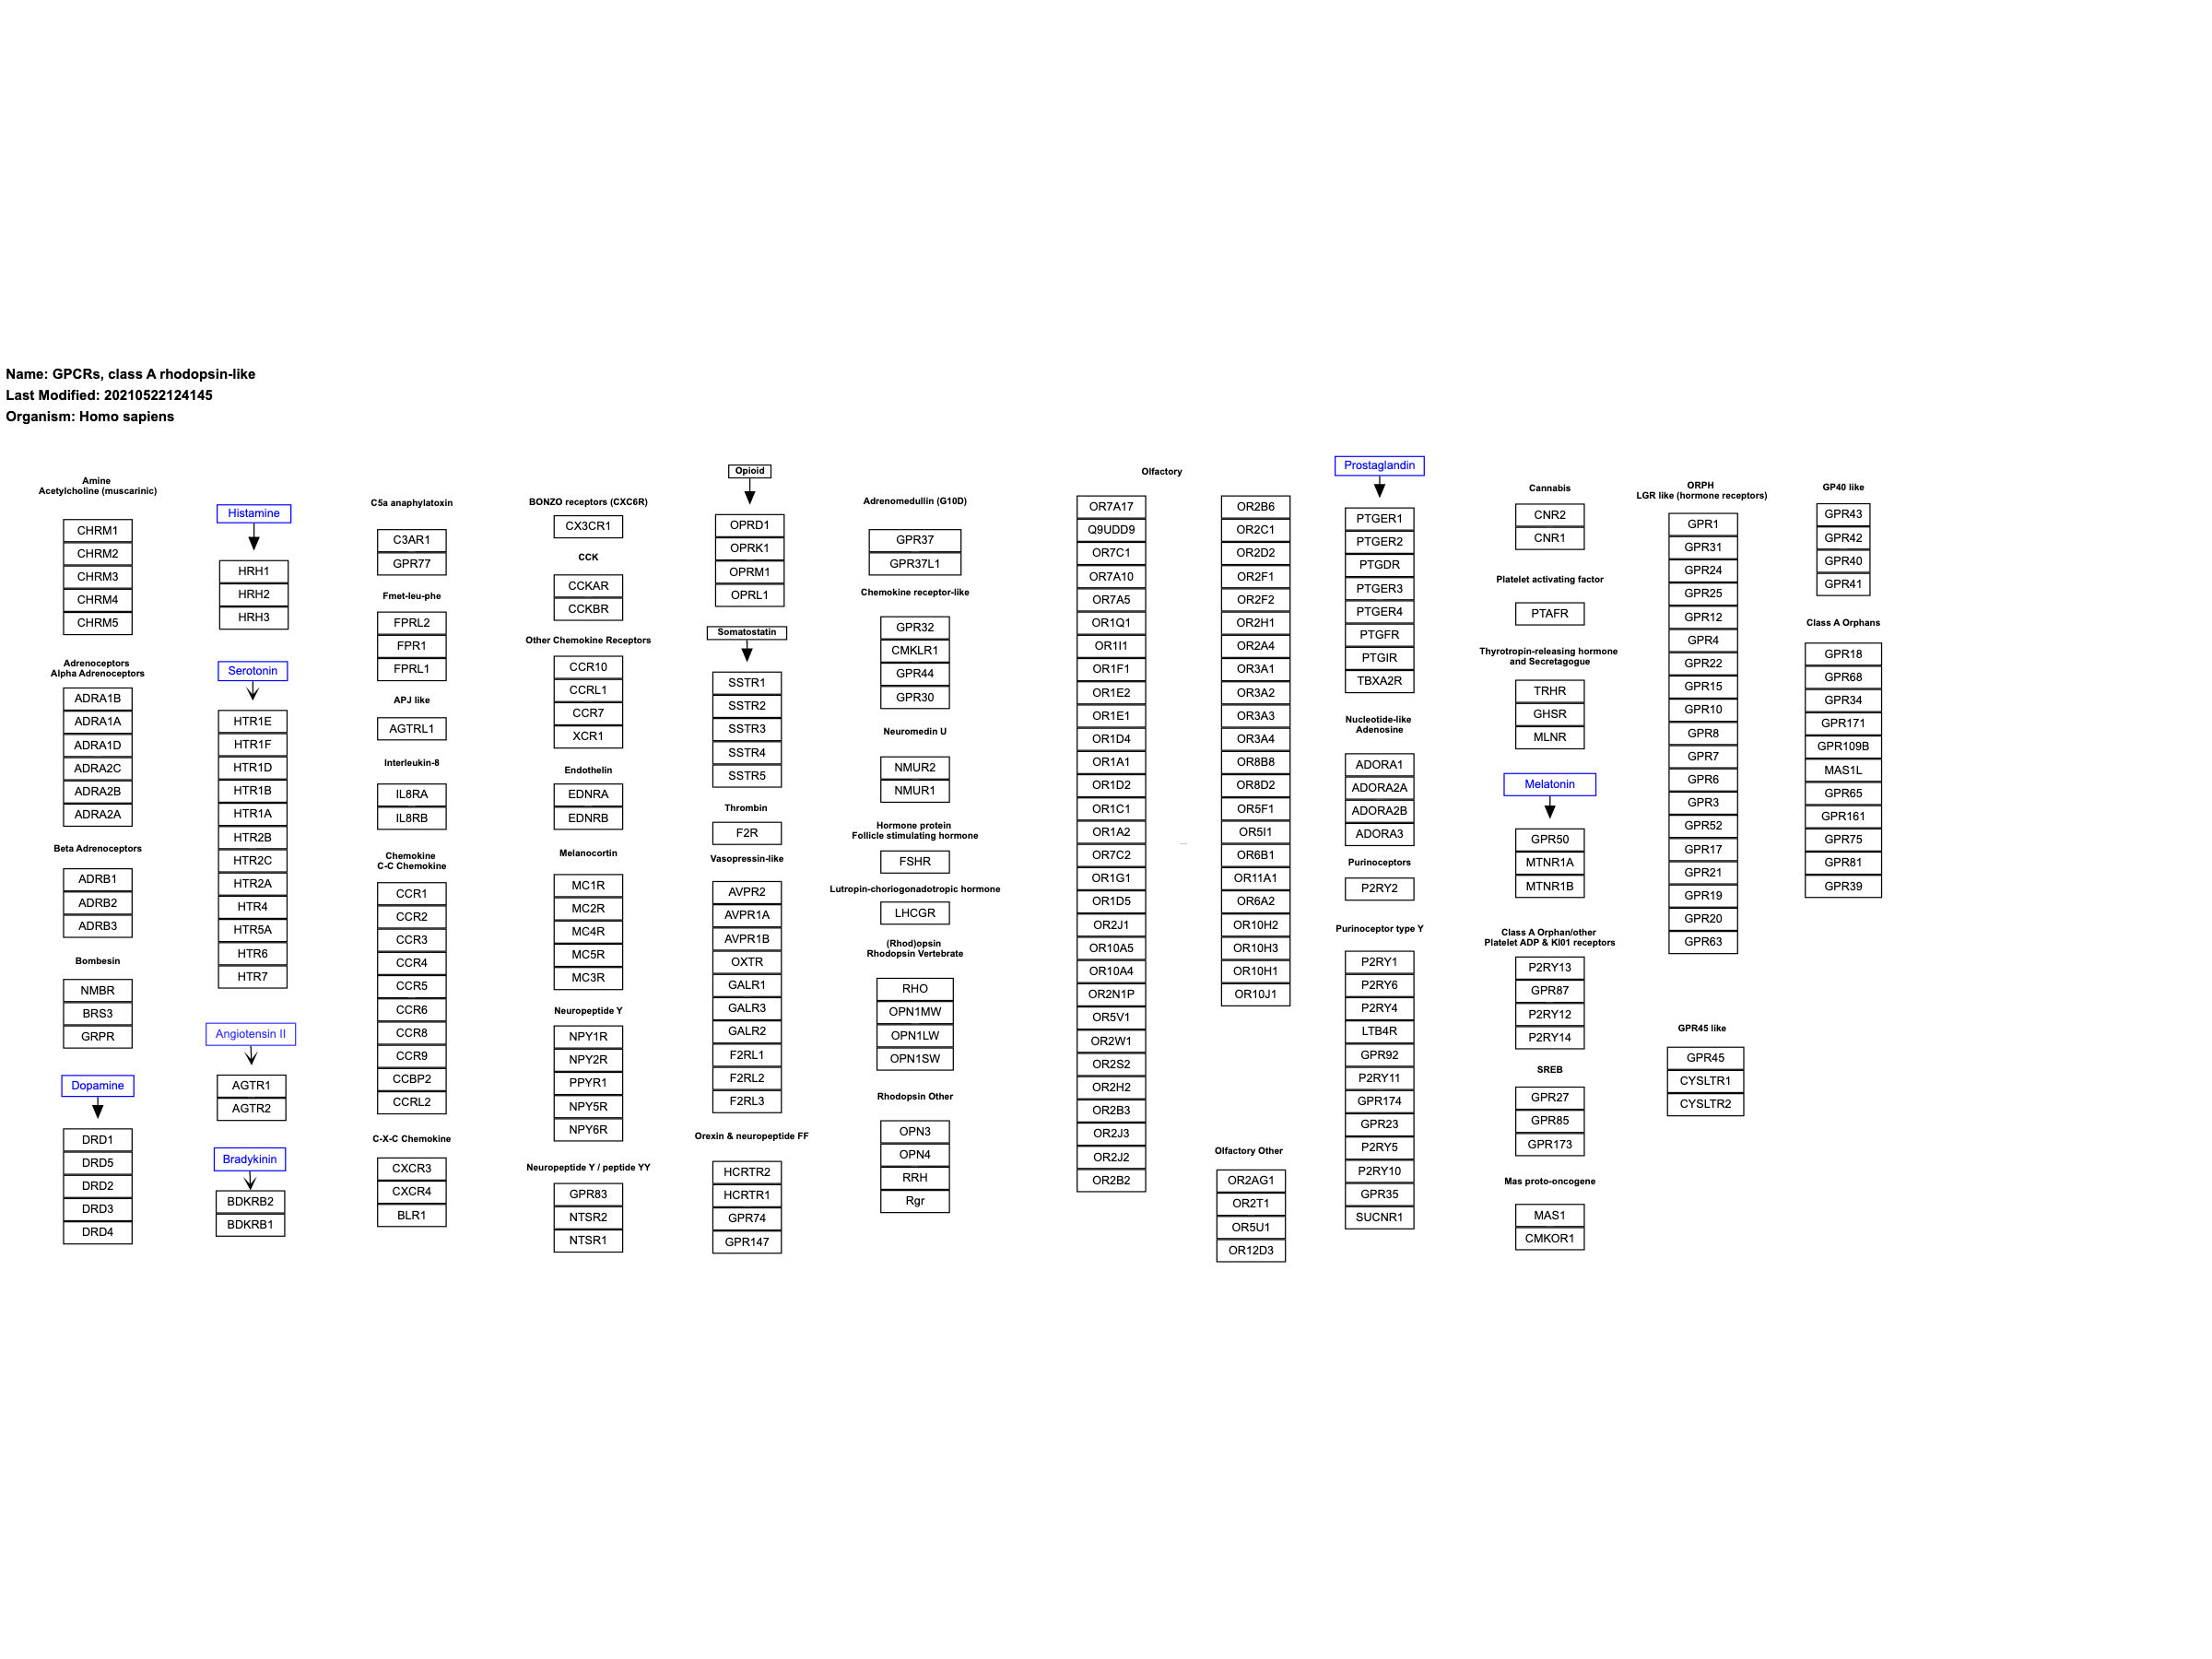 Name: GPCRs, class A rhodopsin-like
Last Modified: 20210522124145
Organism: Homo sapiens
Amine
Acetylcholine (muscarinic)
CHRM1
CHRM2
CHRM3
CHRM4
CHRM5
Adrenoceptors
Alpha Adrenoceptors
ADRA1B
ADRA1A
ADRA1D
ADRA2C
ADRA2B
ADRA2A
Beta Adrenoceptors
ADRB1
ADRB2
ADRB3
Bombesin
NMBR
BRS3
GRPR
Dopamine
DRD1
DRD5
DRD2
DRD3
DRD4
Histamine
HRH1
HRH2
HRH3
Serotonin
HTR1E
HTR1F
HTR1D
HTR1B
HTR1A
HTR2B
HTR2C
HTR2A
HTR4
HTR5A
HTR6
HTR7
Angiotensin II
AGTR1
AGTR2
Bradykinin
BDKRB2
BDKRB1
C5a anaphylatoxin
C3AR1
GPR77
Fmet-leu-phe
FPRL2
FPR1
FPRL1
APJ like
AGTRL1
Interleukin-8
IL8RA
IL8RB
Chemokine
C-C Chemokine
CCR1
CCR2
CCR3
CCR4
CCR5
CCR6
CCR8
CCR9
CCBP2
CCRL2
C-X-C Chemokine
CXCR3
CXCR4
BLR1
BONZO receptors (CXC6R)
CX3CR1
CCK
CCKAR
CCKBR
Other Chemokine Receptors
CCR10
CCRL1
CCR7
XCR1
Endothelin
EDNRA
EDNRB
Melanocortin
MC1R
MC2R
MC4R
MC5R
MC3R
Neuropeptide Y
NPY1R
NPY2R
PPYR1
NPY5R
NPY6R
Neuropeptide Y / peptide YY
GPR83
NTSR2
NTSR1
Opioid
OPRD1
OPRK1
OPRM1
OPRL1
Somatostatin
SSTR1
SSTR2
SSTR3
SSTR4
SSTR5
Thrombin
F2R
Vasopressin-like
AVPR2
AVPR1A
AVPR1B
OXTR
GALR1
GALR3
GALR2
F2RL1
F2RL2
F2RL3
Orexin & neuropeptide FF
HCRTR2
HCRTR1
GPR74
GPR147
Adrenomedullin (G10D)
GPR37
GPR37L1
Chemokine receptor-like
GPR32
CMKLR1
GPR44
GPR30
Neuromedin U
NMUR2
NMUR1
Hormone protein
Follicle stimulating hormone
FSHR
Lutropin-choriogonadotropic hormone
LHCGR
(Rhod)opsin
Rhodopsin Vertebrate
RHO
OPN1MW
OPN1LW
OPN1SW
Rhodopsin Other
OPN3
OPN4
RRH
Rgr
Olfactory
OR7A17
Q9UDD9
OR7C1
OR7A10
OR7A5
OR1Q1
OR1I1
OR1F1
OR1E2
OR1E1
OR1D4
OR1A1
OR1D2
OR1C1
OR1A2
OR7C2
OR1G1
OR1D5
OR2J1
OR10A5
OR10A4
OR2N1P
OR5V1
OR2W1
OR2S2
OR2H2
OR2B3
OR2J3
OR2J2
OR2B2
OR2B6
OR2C1
OR2D2
OR2F1
OR2F2
OR2H1
OR2A4
OR3A1
OR3A2
OR3A3
OR3A4
OR8B8
OR8D2
OR5F1
OR5I1
OR6B1
OR11A1
OR6A2
OR10H2
OR10H3
OR10H1
OR10J1
Olfactory Other
OR2AG1
OR2T1
OR5U1
OR12D3
Prostaglandin
PTGER1
PTGER2
PTGDR
PTGER3
PTGER4
PTGFR
PTGIR
TBXA2R
Nucleotide-like
Adenosine
ADORA1
ADORA2A
ADORA2B
ADORA3
Purinoceptors
P2RY2
Purinoceptor type Y
P2RY1
P2RY6
P2RY4
LTB4R
GPR92
P2RY11
GPR174
GPR23
P2RY5
P2RY10
GPR35
SUCNR1
Cannabis
CNR2
CNR1
Platelet activating factor
PTAFR
Thyrotropin-releasing hormone
and Secretagogue
TRHR
GHSR
MLNR
Melatonin
GPR50
MTNR1A
MTNR1B
Class A Orphan/other
Platelet ADP & KI01 receptors
P2RY13
GPR87
P2RY12
P2RY14
SREB
GPR27
GPR85
GPR173
Mas proto-oncogene
MAS1
CMKOR1
ORPH
LGR like (hormone receptors)
GPR1
GPR31
GPR24
GPR25
GPR12
GPR4
GPR22
GPR15
GPR10
GPR8
GPR7
GPR6
GPR3
GPR52
GPR17
GPR21
GPR19
GPR20
GPR63
GPR45 like
GPR45
CYSLTR1
CYSLTR2
GP40 like
GPR43
GPR42
GPR40
GPR41
Class A Orphans
GPR18
GPR68
GPR34
GPR171
GPR109B
MAS1L
GPR65
GPR161
GPR75
GPR81
GPR39